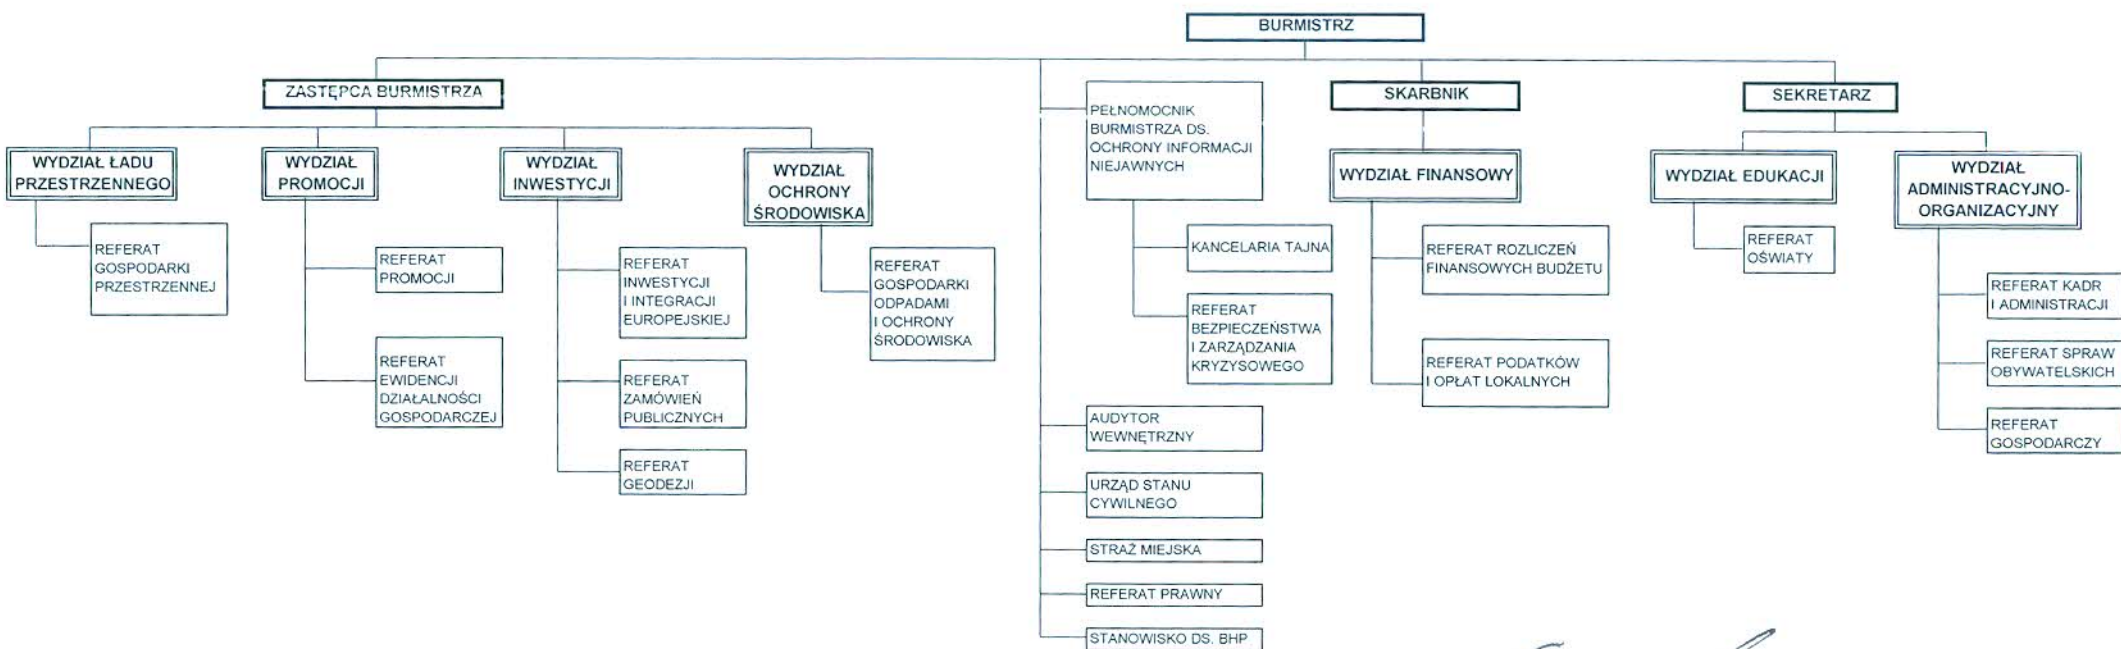 BURMISTRZ
ZASTĘPCA BURMISTRZA
SKARBNIK
SEKRETARZ
WYDZIAŁ ŁADU
PRZESTRZENNEGO
REFERAT
GOSPODARKI
PRZESTRZENNEJ
WYDZIAŁ
PROMOCJI
REFERAT
PROMOCJI
REFERAT
EWIDENCJI
DZIAŁALNOŚCI
GOSPODARCZEJ
WYDZIAŁ
INWESTYCJI
REFERAT
INWESTYCJI
I INTEGRACJI
EUROPEJSKIEJ
REFERAT
ZAMÓWIEŃ
PUBLICZNYCH
REFERAT
GEODEZJI
WYDZIAŁ
OCHRONY
ŚRODOWISKA
REFERAT
GOSPODARKI
ODPADAMI
I OCHRONY
ŚRODOWISKA
PEŁNOMOCNIK
BURMISTRZA DS.
OCHRONY INFORMACJI
NIEJAWNYCH
KANCELARIA TAJNA
REFERAT
BEZPIECZEŃSTWA
I ZARZĄDZANIA
KRYZYSOWEGO
AUDYTOR
WEWNĘTRZNY
URZĄD STANU
CYWILNEGO
STRAŻ MIEJSKA
REFERAT PRAWNY
STANOWISKO DS. BHP
WYDZIAŁ FINANSOWY
REFERAT ROZLICZEŃ
FINANSOWYCH BUDŻETU
REFERAT PODATKÓW
I OPŁAT LOKALNYCH
WYDZIAŁ EDUKACJI
REFERAT
OŚWIATY
WYDZIAŁ
ADMINISTRACYJNO-
ORGANIZACYJNY
REFERAT KADR
I ADMINISTRACJI
REFERAT SPRAW
OBYWATELSKICH
REFERAT
GOSPODARCZY